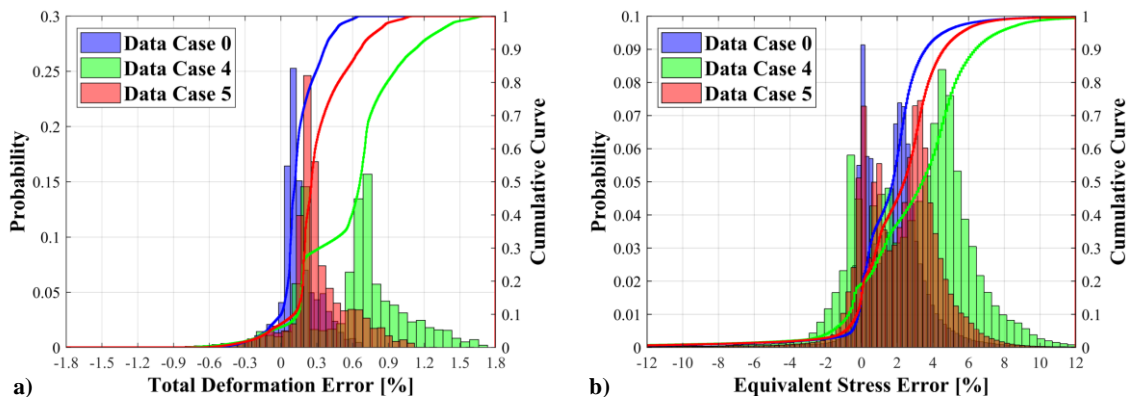 0.3
0.25
0.2
0.15
0.1
0.05
0
Probability
Data Case 0
Data Case 4
Data Case 5
1
0.9
0.8
0.7
0.6
0.5
0.4
0.3
0.2
0.1
0
Cumulative Curve
-1.8 -1.5 -1.2 -0.9 -0.6 -0.3 0 0.3 0.6 0.9 1.2 1.5 1.8
a) Total Deformation Error [%]
0.1
0.09
0.08
0.07
0.06
0.05
0.04
0.03
0.02
0.01
0
Probability
Data Case 0
Data Case 4
Data Case 5
1
0.9
0.8
0.7
0.6
0.5
0.4
0.3
0.2
0.1
0
Cumulative Curve
-12 -10 -8 -6 -4 -2 0 2 4 6 8 10 12
b) Equivalent Stress Error [%]